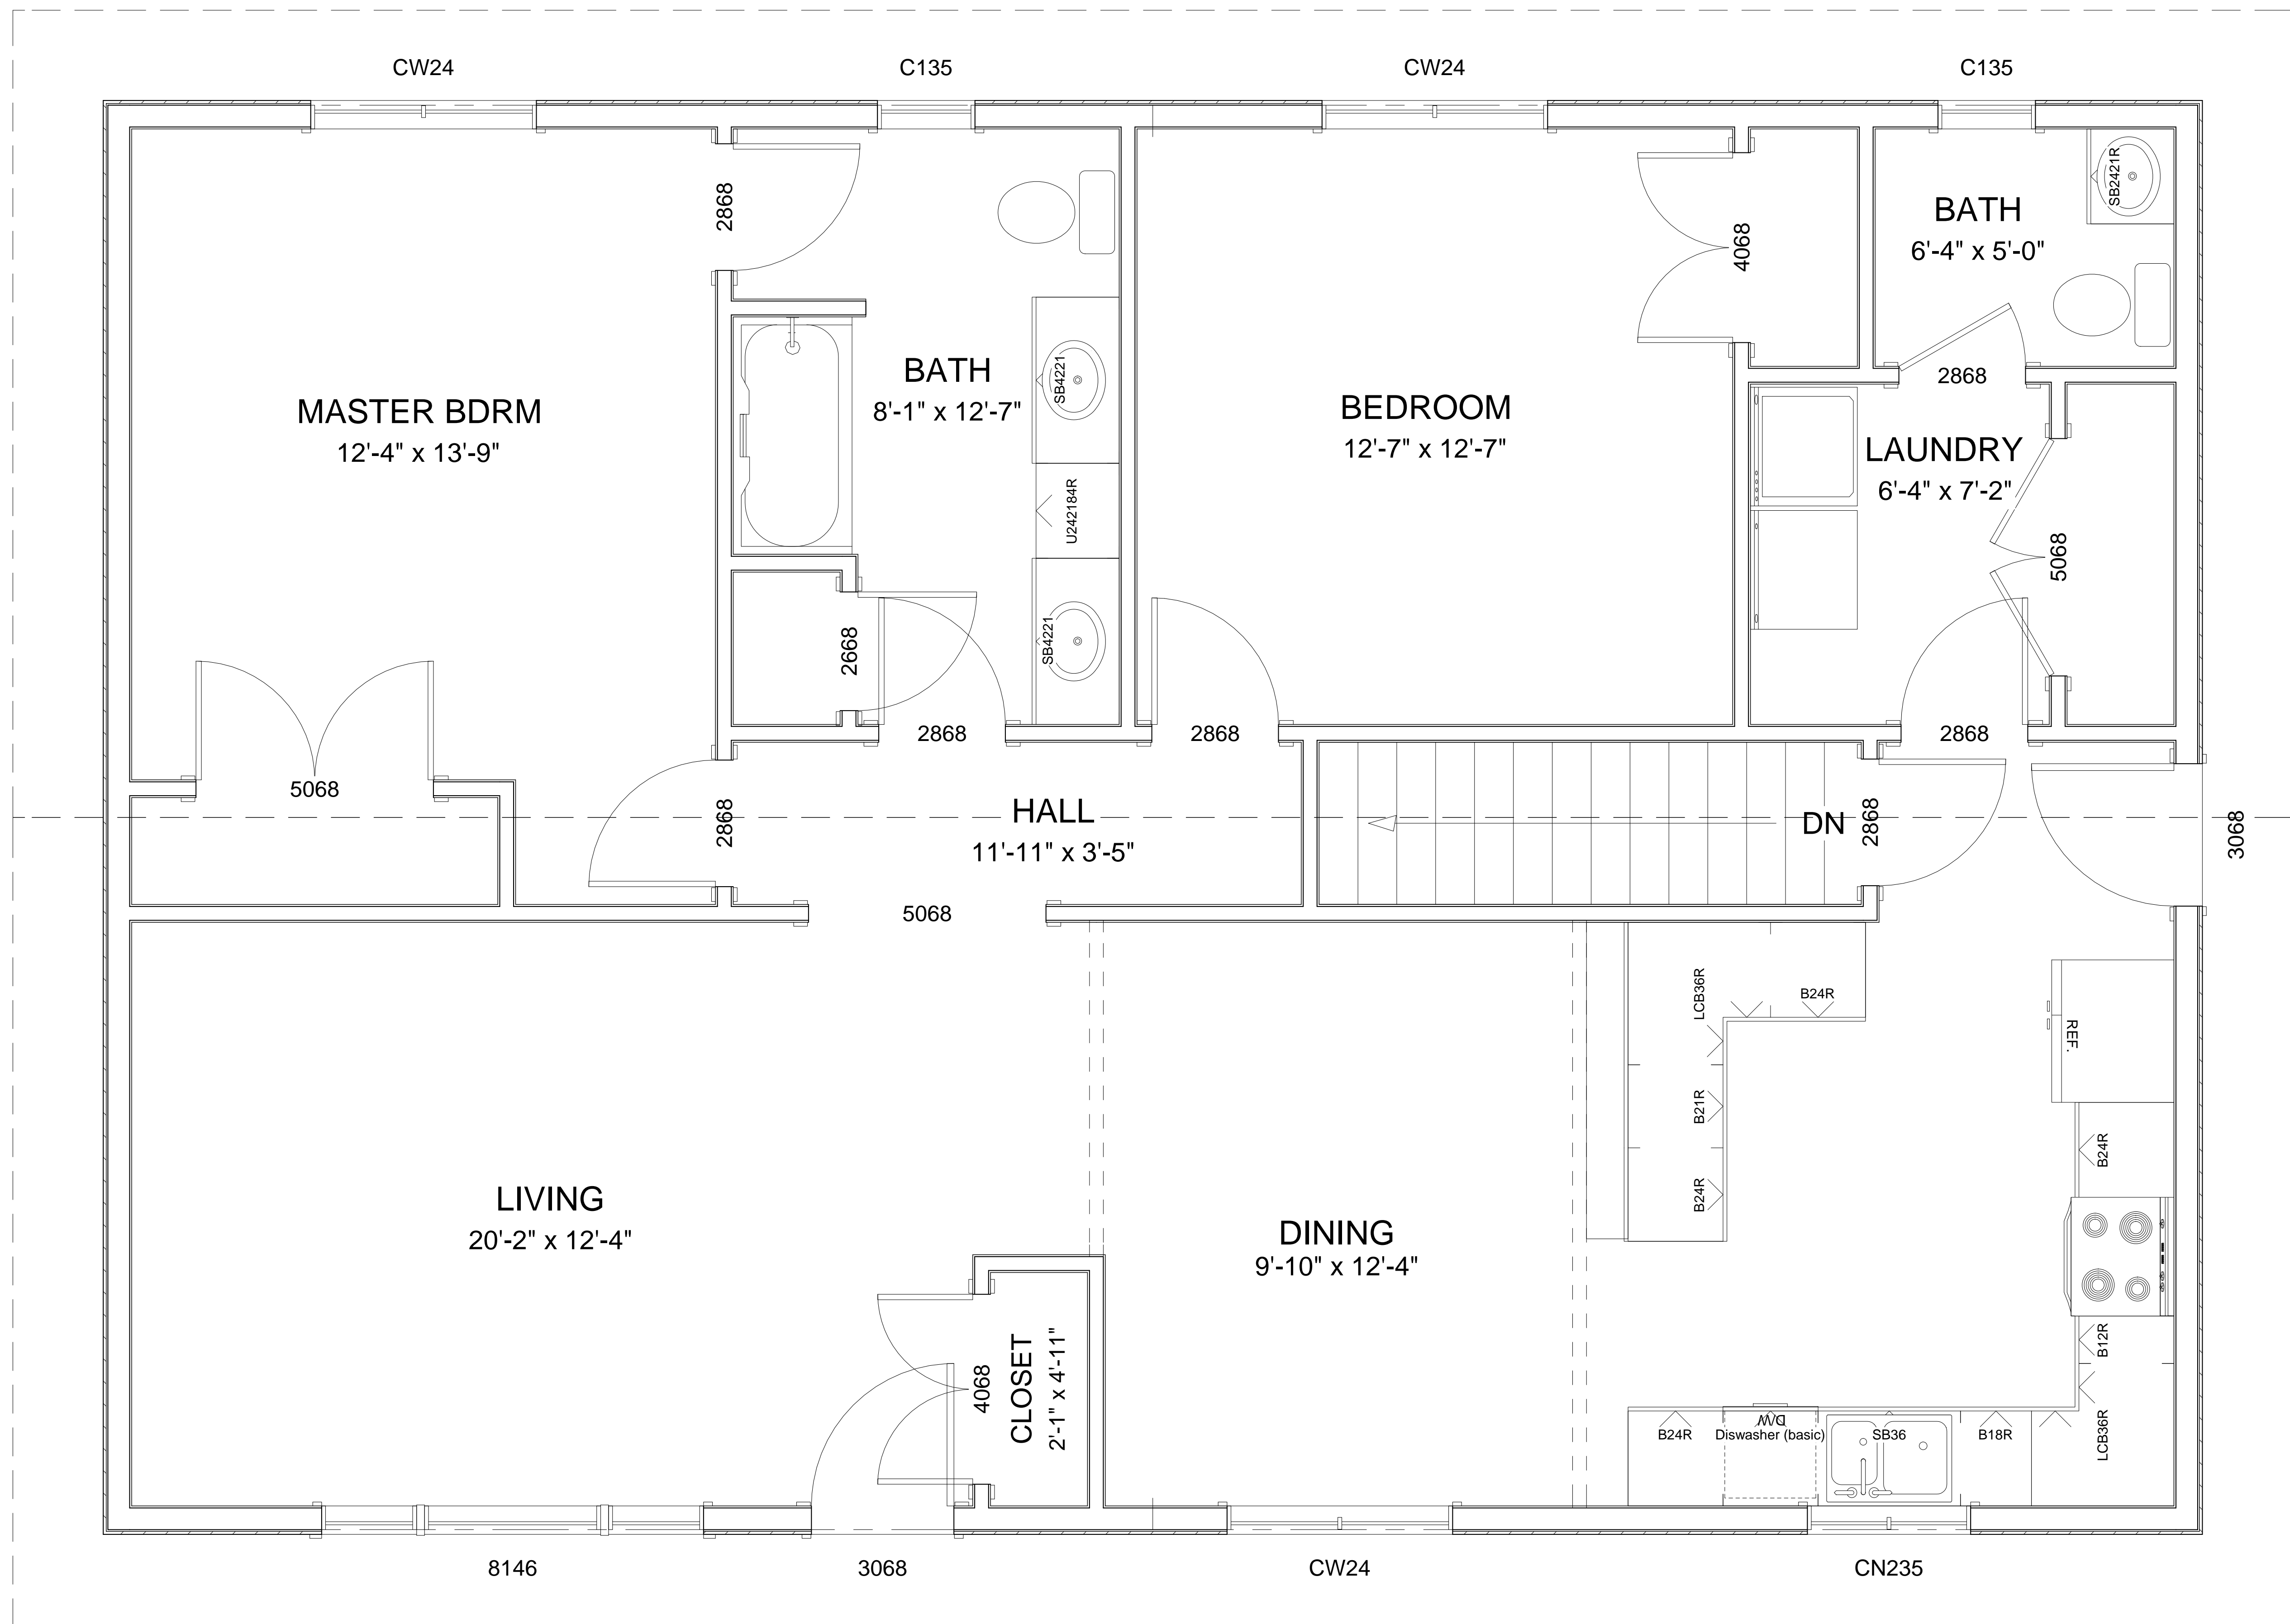 CW24
C135
CW24
C135
2868
4068
SB2421R
BATH
6'-4" x 5'-0"
2868
MASTER BDRM
12'-4" x 13'-9"
BATH
8'-1" x 12'-7"
SB4221
U242184R
SB4221
BEDROOM
12'-7" x 12'-7"
LAUNDRY
6'-4" x 7'-2"
5068
2668
2868
2868
2868
5068
2868
HALL
11'-11" x 3'-5"
DN
2868
3068
5068
LCB36R
B24R
REF.
B21R
B24R
B24R
LIVING
20'-2" x 12'-4"
DINING
9'-10" x 12'-4"
4068
CLOSET
2'-1" x 4'-11"
B12R
LCB36R
B24R
D/W
Diswasher (basic)
SB36
B18R
8146
3068
CW24
CN235